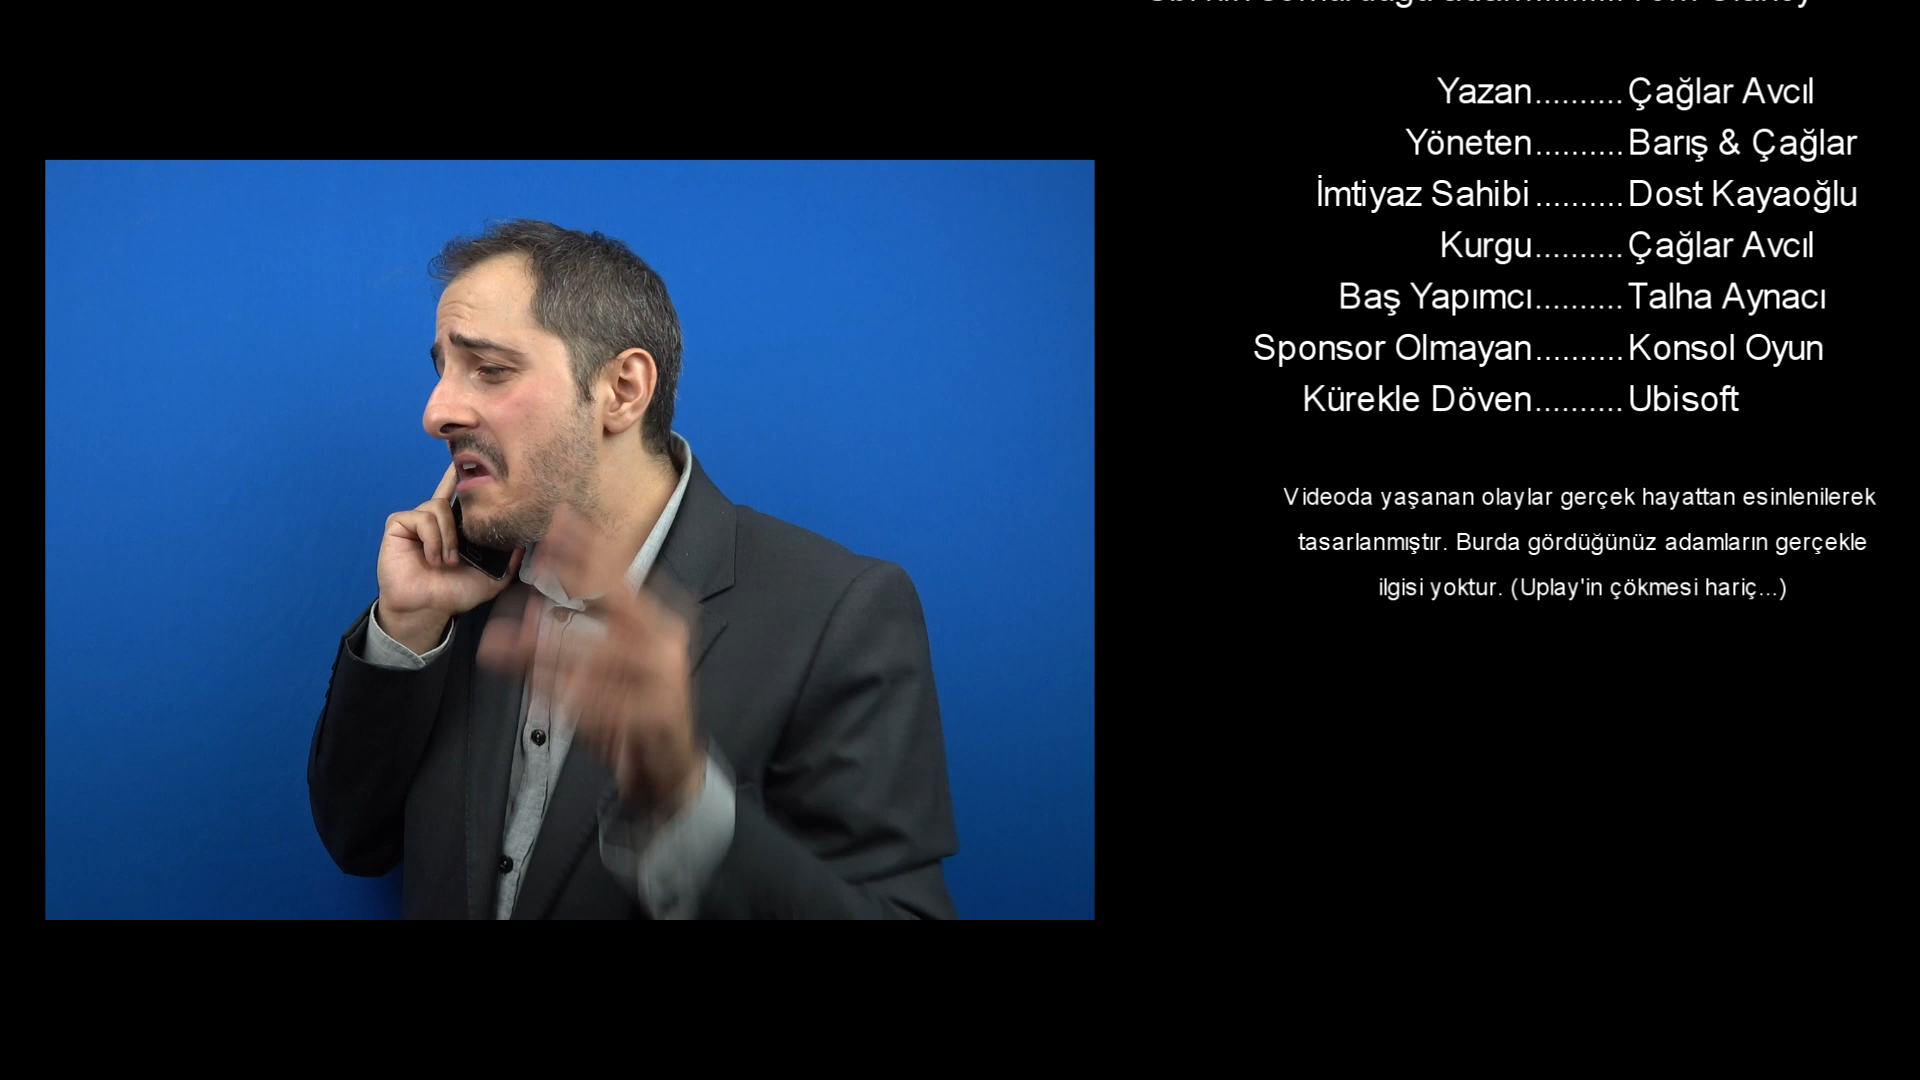 Yazan..........Çağlar Avcıl
Yöneten..........Barış & Çağlar
İmtiyaz Sahibi..........Dost Kayaoğlu
Kurgu..........Çağlar Avcıl
Baş Yapımcı..........Talha Aynacı
Sponsor Olmayan..........Konsol Oyun
Kürekle Döven..........Ubisoft
Videoda yaşanan olaylar gerçek hayattan esinlenilerek
tasarlanmıştır. Burda gördüğünüz adamların gerçekle
ilgisi yoktur. (Uplay'in çökmesi hariç...)